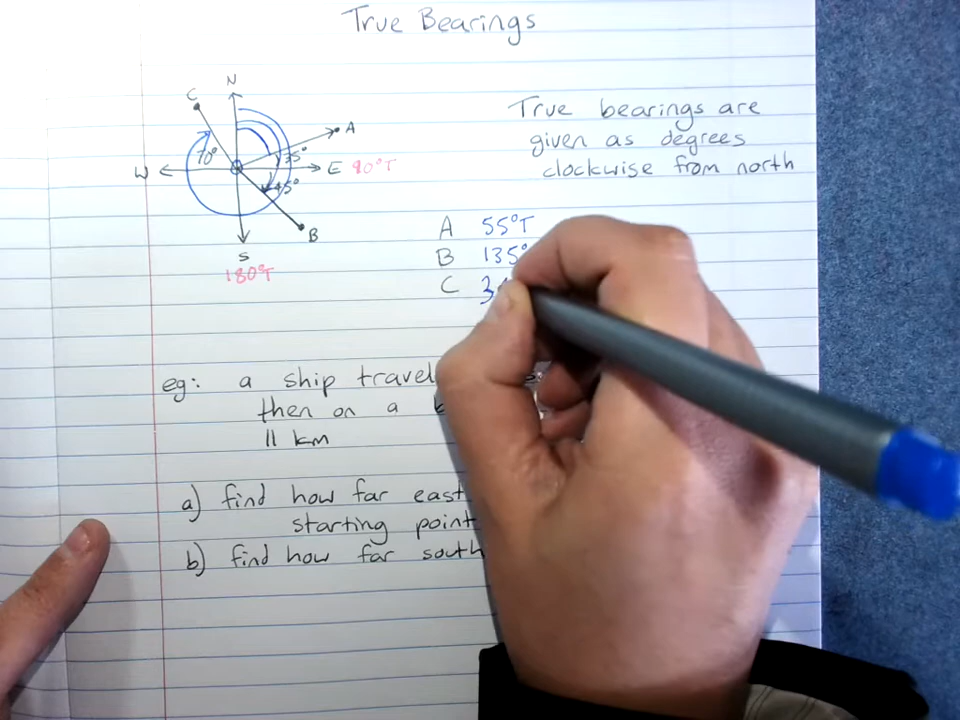 True Bearings
N
C
A
70°
35°
W
E 90°T
45°
B
S
180°T
True bearings are
given as degrees
clockwise from north
A 55°T
B 135°
C 3
eg: a ship travel
then on a
11 km
a) find how far east
starting point
b) find how far south